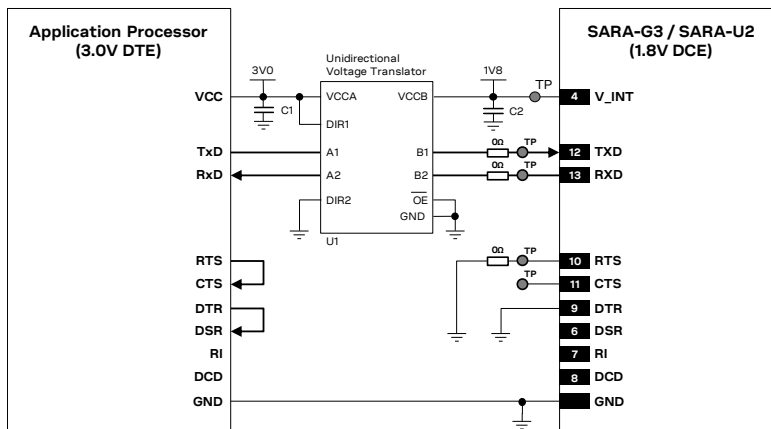 Application Processor
(3.0V DTE)
SARA-G3 / SARA-U2
(1.8V DCE)
Unidirectional
Voltage Translator
3V0
1V8
TP
VCC
VCCA
VCCB
4
V_INT
C1
C2
DIR1
TxD
A1
B1
0Ω
TP
12
TXD
RxD
A2
B2
0Ω
TP
13
RXD
DIR2
OE
GND
U1
RTS
0Ω
TP
10
RTS
CTS
TP
11
CTS
DTR
9
DTR
DSR
6
DSR
RI
7
RI
DCD
8
DCD
GND
GND